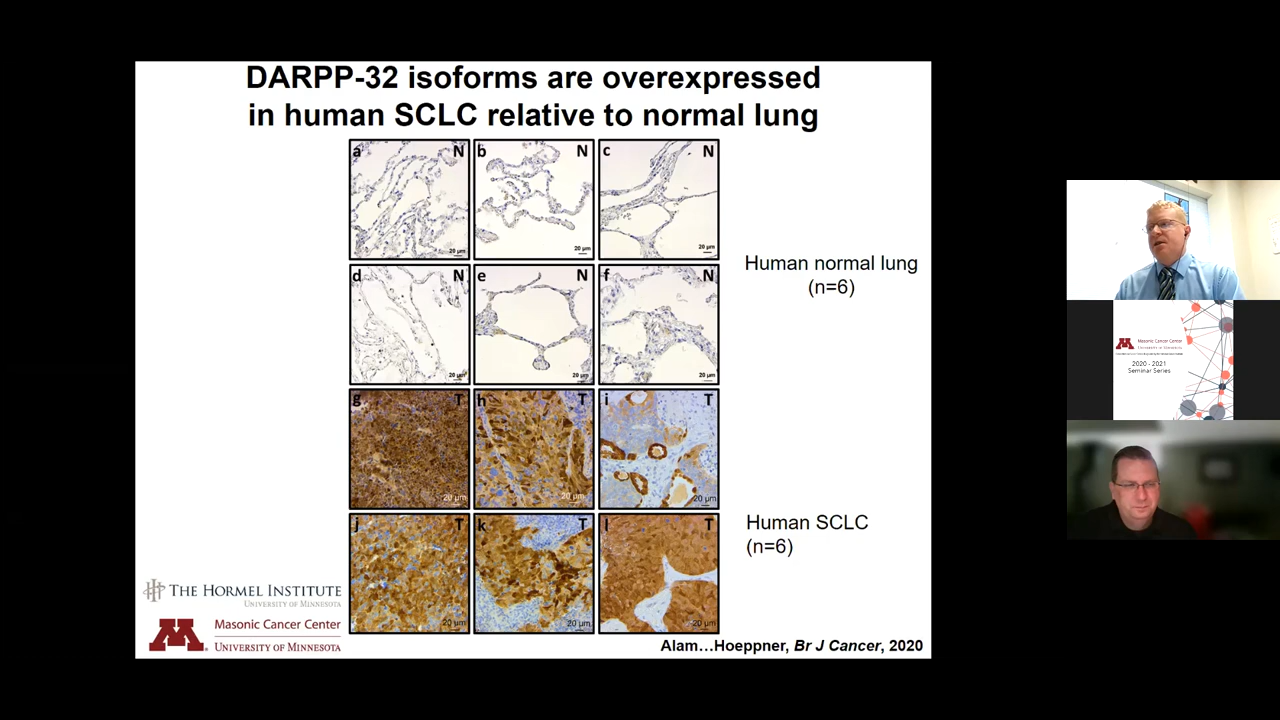 DARPP-32 isoforms are overexpressed
in human SCLC relative to normal lung
a N
b N
c N
20 µm
20 µm
20 µm
d N
e N
f N
20 µm
20 µm
20 µm
Human normal lung
(n=6)
g T
h T
i T
20 µm
20 µm
20 µm
j T
k T
l T
20 µm
20 µm
20 µm
Human SCLC
(n=6)
THE HORMEL INSTITUTE
UNIVERSITY OF MINNESOTA
Masonic Cancer Center
UNIVERSITY OF MINNESOTA
Alam…Hoeppner, Br J Cancer, 2020
Masonic Cancer Center
UNIVERSITY OF MINNESOTA
2020 - 2021
Seminar Series